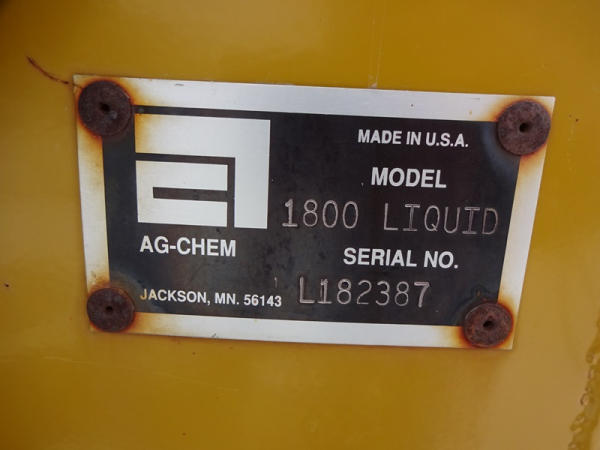 MADE IN U.S.A.
MODEL
1800 LIQUID
AG-CHEM
SERIAL NO.
JACKSON, MN. 56143
L182387